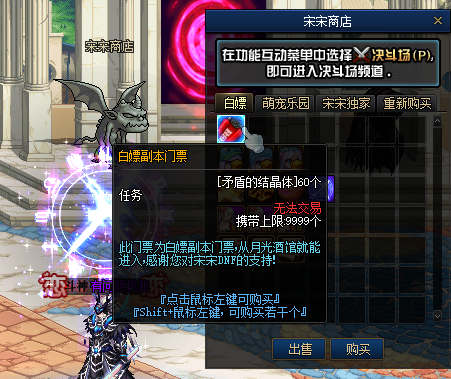 宋宋商店
宋宋商店
在功能互动菜单中选择 决斗场(P),
即可进入决斗场频道.
白嫖 萌宠乐园 宋宋独家 重新购买
白嫖副本门票
[矛盾的结晶体]60个
任务
无法交易
携带上限:9999个
此门票为白嫖副本门票,从月光酒馆就能
进入,感谢您对宋宋DNF的支持!
『点击鼠标左键可购买』
『Shift+鼠标左键, 可购买若干个』
斗神
出售 购买